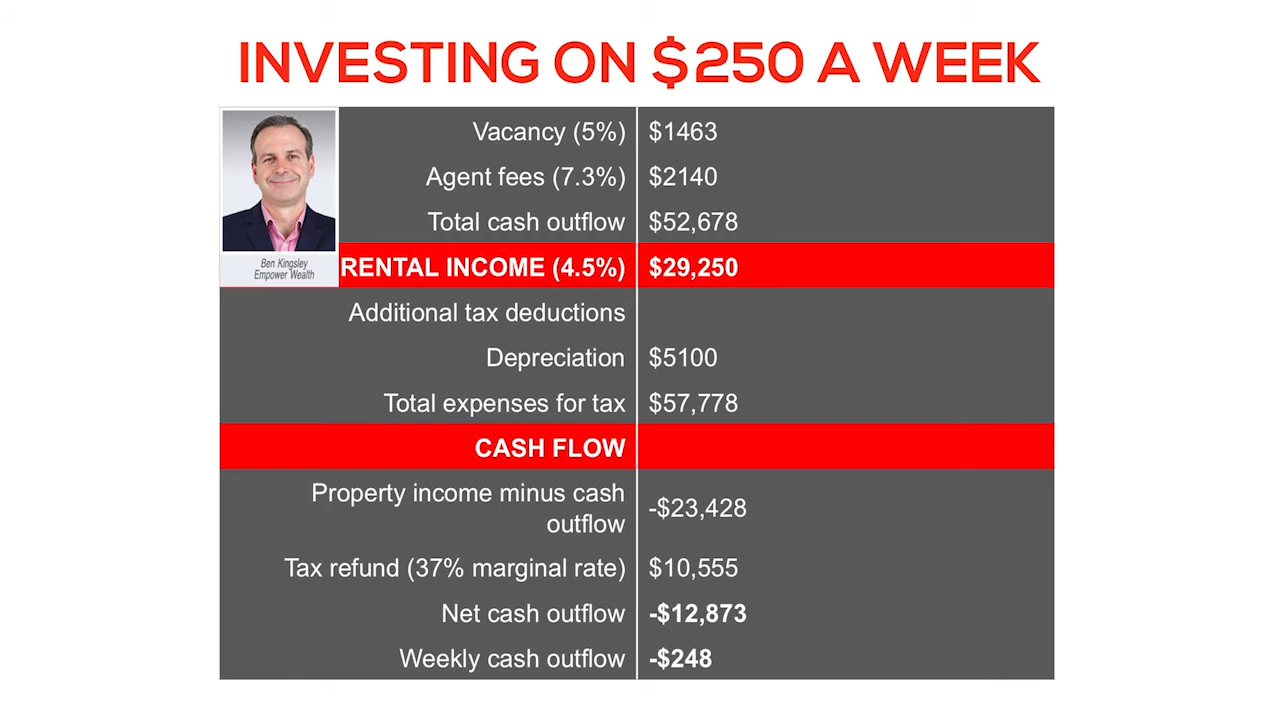 INVESTING ON $250 A WEEK
Vacancy (5%) $1463
Agent fees (7.3%) $2140
Total cash outflow $52,678
Ben Kingsley
Empower Wealth
RENTAL INCOME (4.5%) $29,250
Additional tax deductions
Depreciation $5100
Total expenses for tax $57,778
CASH FLOW
Property income minus cash
outflow -$23,428
Tax refund (37% marginal rate) $10,555
Net cash outflow -$12,873
Weekly cash outflow -$248